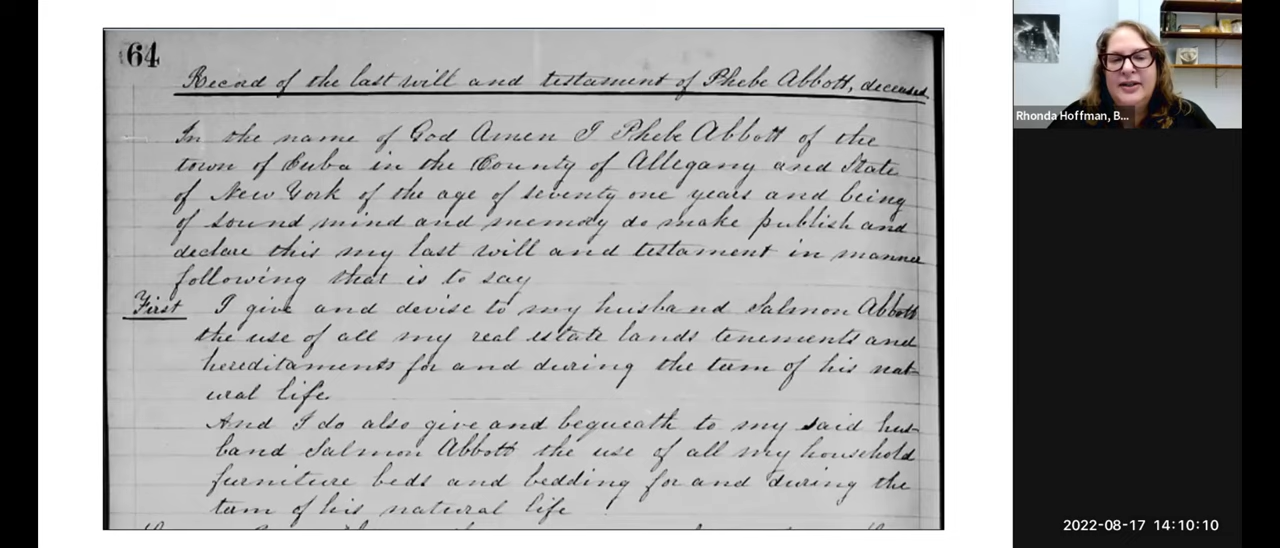 64
Record of the last will and testament of Phebe Abbott, deceased
In the name of God Amen I Phebe Abbott of the
town of Cuba in the County of Allegany and State
of New York of the age of seventy one years and being
of sound mind and memory do make publish and
declare this my last will and testament in manner
following that is to say
First I give and devise to my husband Salmon Abbott
the use of all my real estate lands tenements and
hereditaments for and during the term of his nat-
ural life.
And I do also give and bequeath to my said hus-
band Salmon Abbott the use of all my household
furniture beds and bedding for and during the
term of his natural life
Rhonda Hoffman, B...
2022-08-17 14:10:10